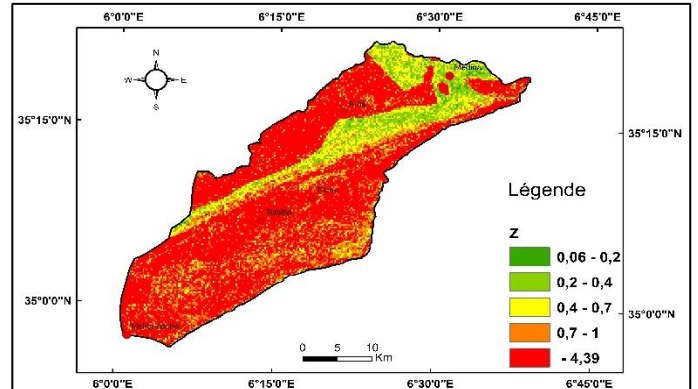 6°0'0"E 6°15'0"E 6°30'0"E 6°45'0"E
N
W E
S
35°15'0"N 35°15'0"N
Légende
Z
0,06 - 0,2
0,2 - 0,4
0,4 - 0,7
0,7 - 1
- 4,39
35°0'0"N 35°0'0"N
0 5 10
Km
6°0'0"E 6°15'0"E 6°30'0"E 6°45'0"E